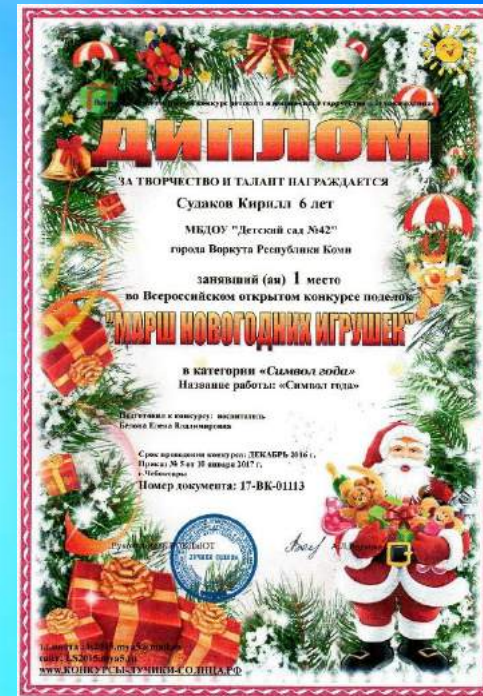 ДИПЛОМ
ЗА ТВОРЧЕСТВО И ТАЛАНТ НАГРАЖДАЕТСЯ
Судаков Кирилл 6 лет
МБДОУ "Детский сад №42"
города Воркута Республики Коми
занявший (ая) 1 место
во Всероссийском открытом конкурсе поделок
"МАРШ НОВОГОДНИХ ИГРУШЕК"
в категории «Символ года»
Название работы: «Символ года»
Подготовил к конкурсу: воспитатель
Белова Елена Владимировна
Срок проведения конкурса: ДЕКАБРЬ 2016 г.
Приказ № 5 от 10 января 2017 г.
г. Чебоксары
Номер документа: 17-ВК-01113
www.КОНКУРСЫ-ЛУЧИКИ-СОЛНЦА.РФ